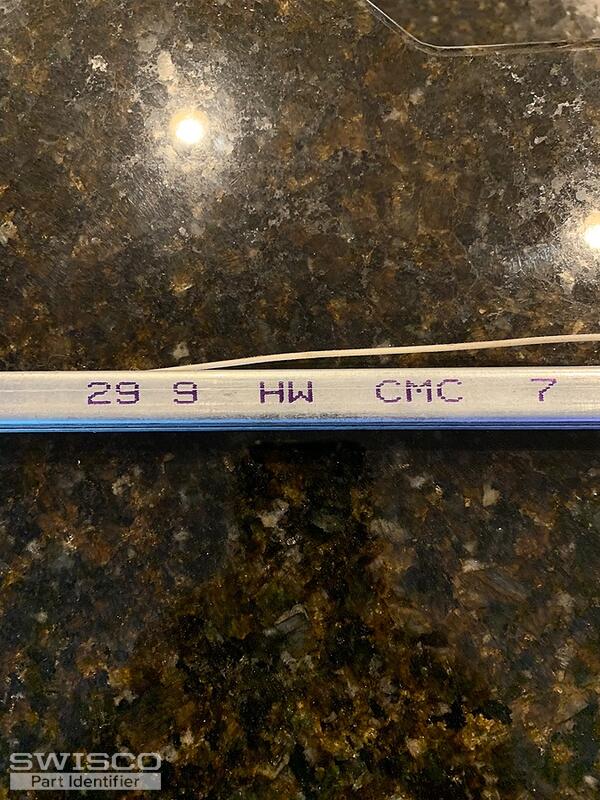 29 9 HW CMC 7
SWISCO
Part Identifier